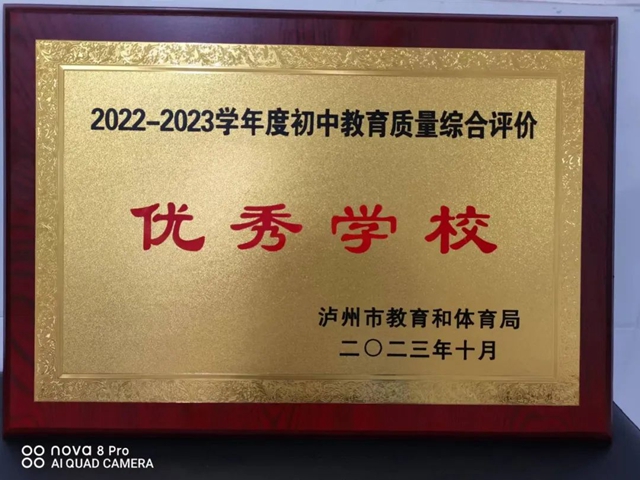 2022-2023学年度初中教育质量综合评价
优秀学校
泸州市教育和体育局
二〇二三年十月
nova 8 Pro
AI QUAD CAMERA